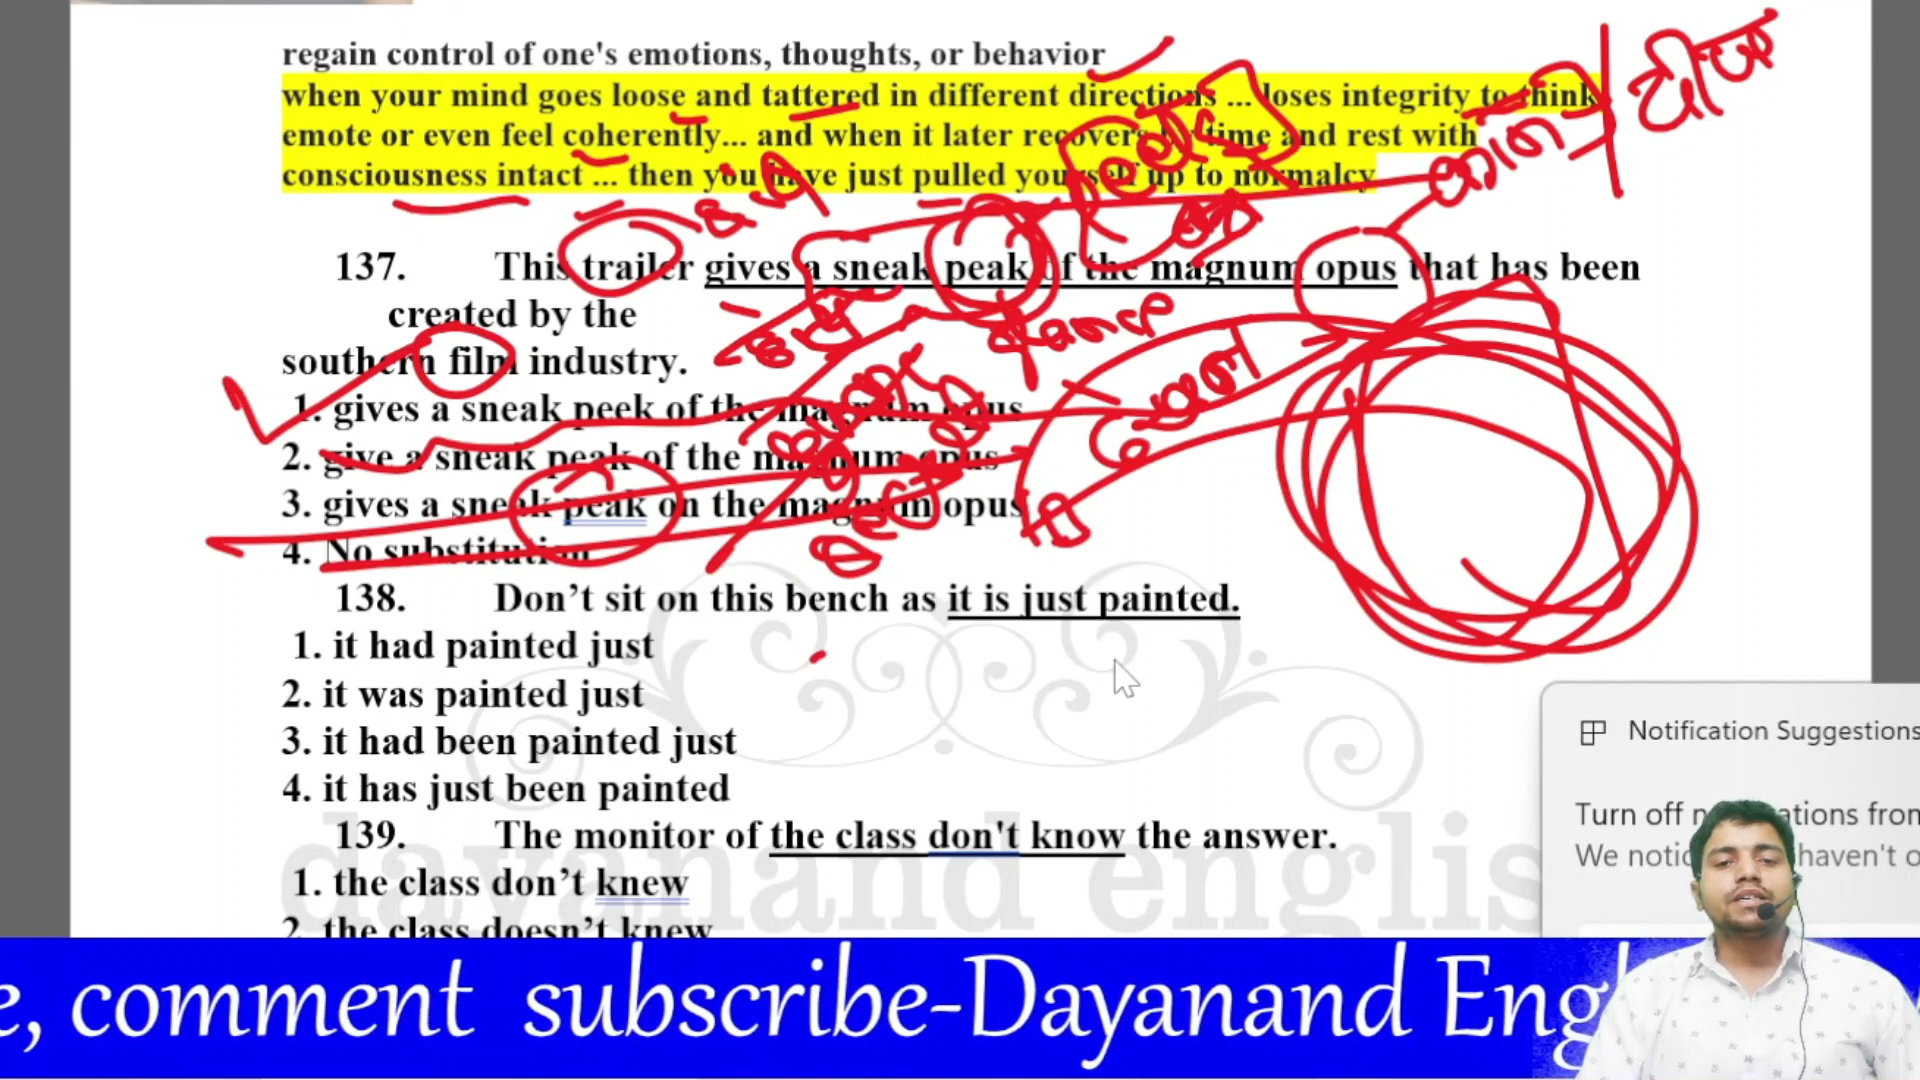 regain control of one's emotions, thoughts, or behavior
when your mind goes loose and tattered in different directions ... loses integrity to think
emote or even feel coherently... and when it later recovers by time and rest with
consciousness intact ... then you have just pulled yourself up to normalcy
137. This trailer gives a sneak peak of the magnum opus that has been
created by the
southern film industry.
1. gives a sneak peek of the magnum opus
2. give a sneak peak of the magnum opus
3. gives a sneak peak on the magnum opus
4. No substitution
138. Don’t sit on this bench as it is just painted.
1. it had painted just
2. it was painted just
3. it had been painted just
4. it has just been painted
139. The monitor of the class don't know the answer.
1. the class don’t knew
2. the class doesn’t knew
dayanand englis
Notification Suggestions
Turn off
We notic haven't o
e, comment subscribe-Dayanand Eng